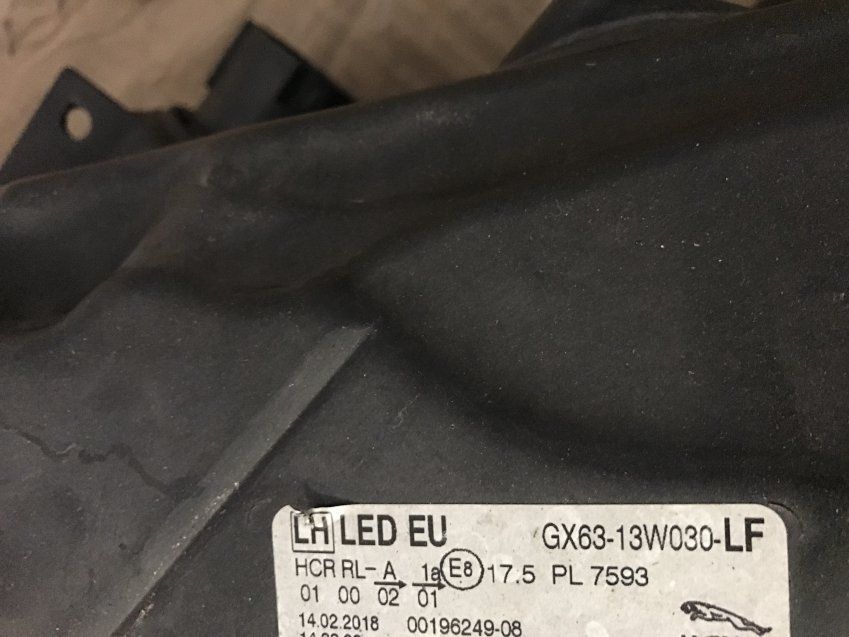 LH LED EU GX63-13W030-LF
HCR RL- A 1a E8 17.5 PL 7593
01 00 02 01
14.02.2018 00196249-08